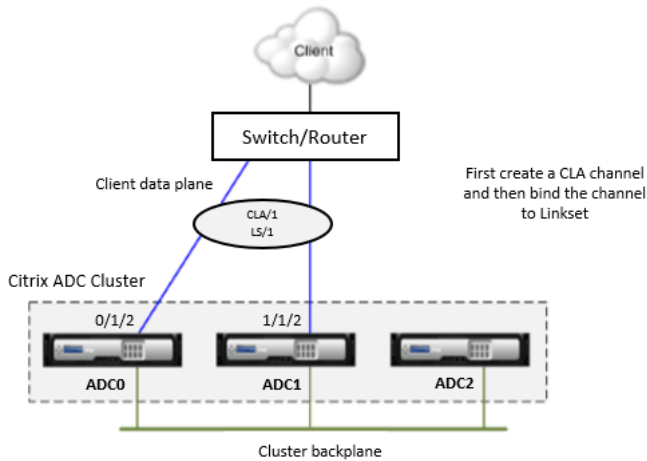 Client
Switch/Router
Client data plane
First create a CLA channel
and then bind the channel
to Linkset
CLA/1
LS/1
Citrix ADC Cluster
0/1/2
1/1/2
ADC0
ADC1
ADC2
Cluster backplane